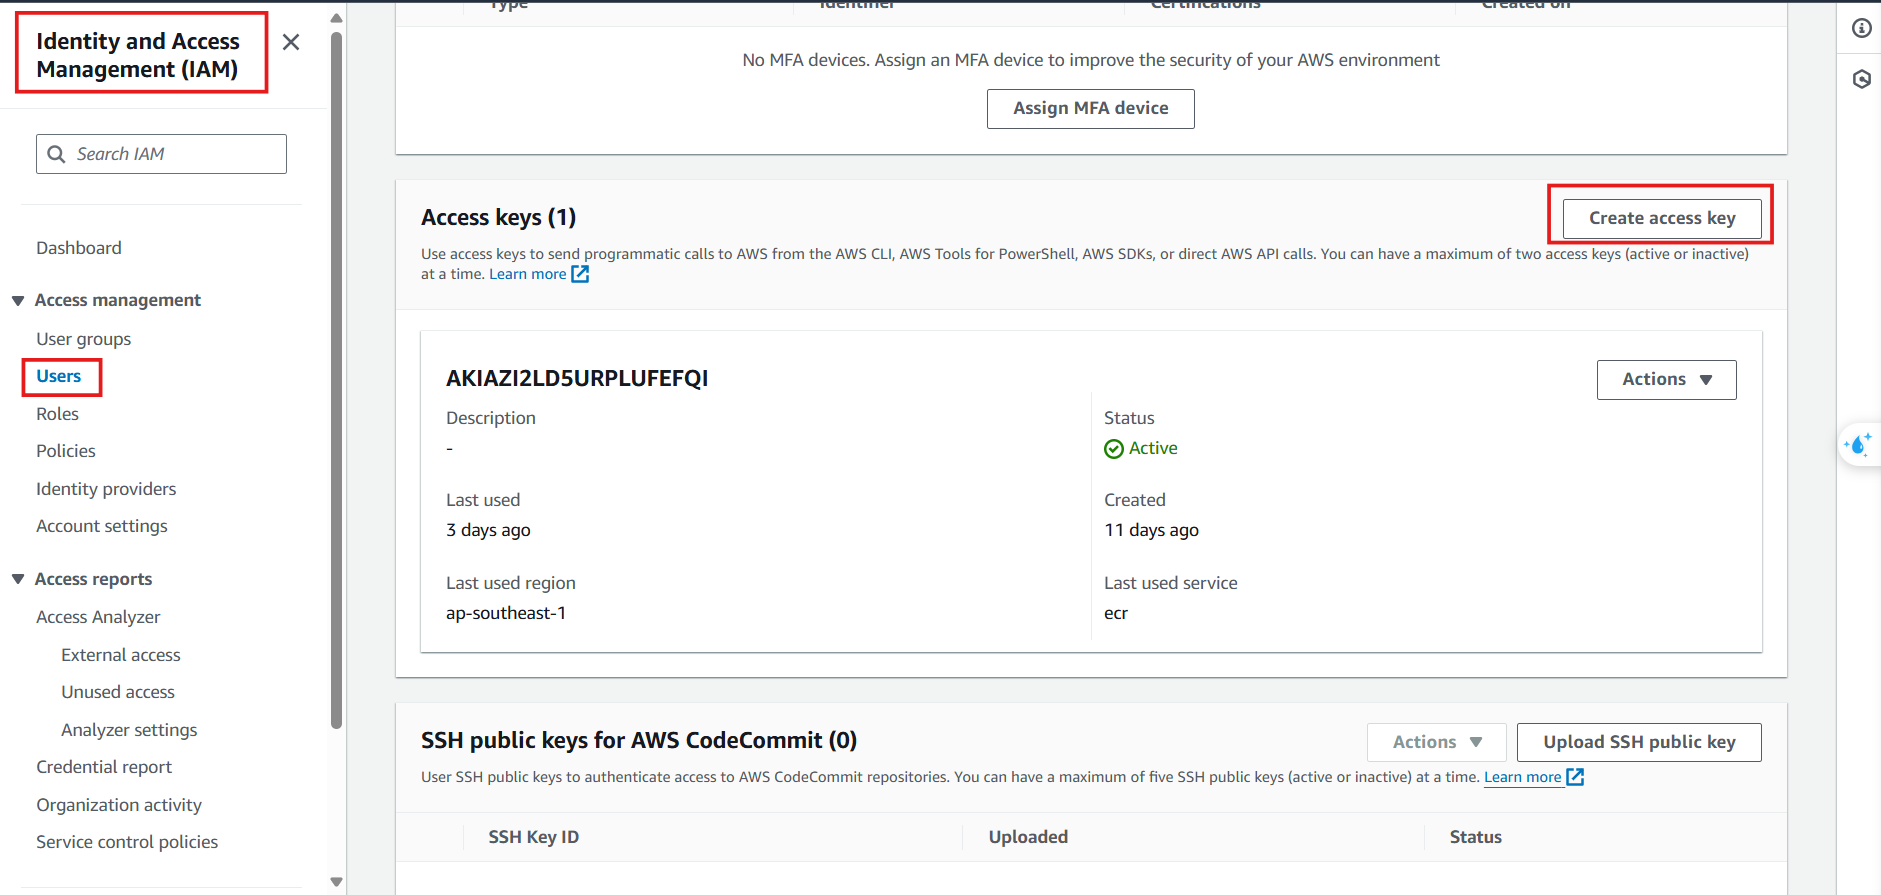 Identity and Access
Management (IAM)
Search IAM
Dashboard
Access management
User groups
Users
Roles
Policies
Identity providers
Account settings
Access reports
Access Analyzer
External access
Unused access
Analyzer settings
Credential report
Organization activity
Service control policies
Type
Identifier
Certifications
Created on
No MFA devices. Assign an MFA device to improve the security of your AWS environment
Assign MFA device
Access keys (1)
Create access key
Use access keys to send programmatic calls to AWS from the AWS CLI, AWS Tools for PowerShell, AWS SDKs, or direct AWS API calls. You can have a maximum of two access keys (active or inactive)
at a time. Learn more
AKIAZI2LD5URPLUFEFQI
Actions
Description
-
Status
Active
Last used
3 days ago
Created
11 days ago
Last used region
ap-southeast-1
Last used service
ecr
SSH public keys for AWS CodeCommit (0)
Actions
Upload SSH public key
User SSH public keys to authenticate access to AWS CodeCommit repositories. You can have a maximum of five SSH public keys (active or inactive) at a time. Learn more
SSH Key ID
Uploaded
Status